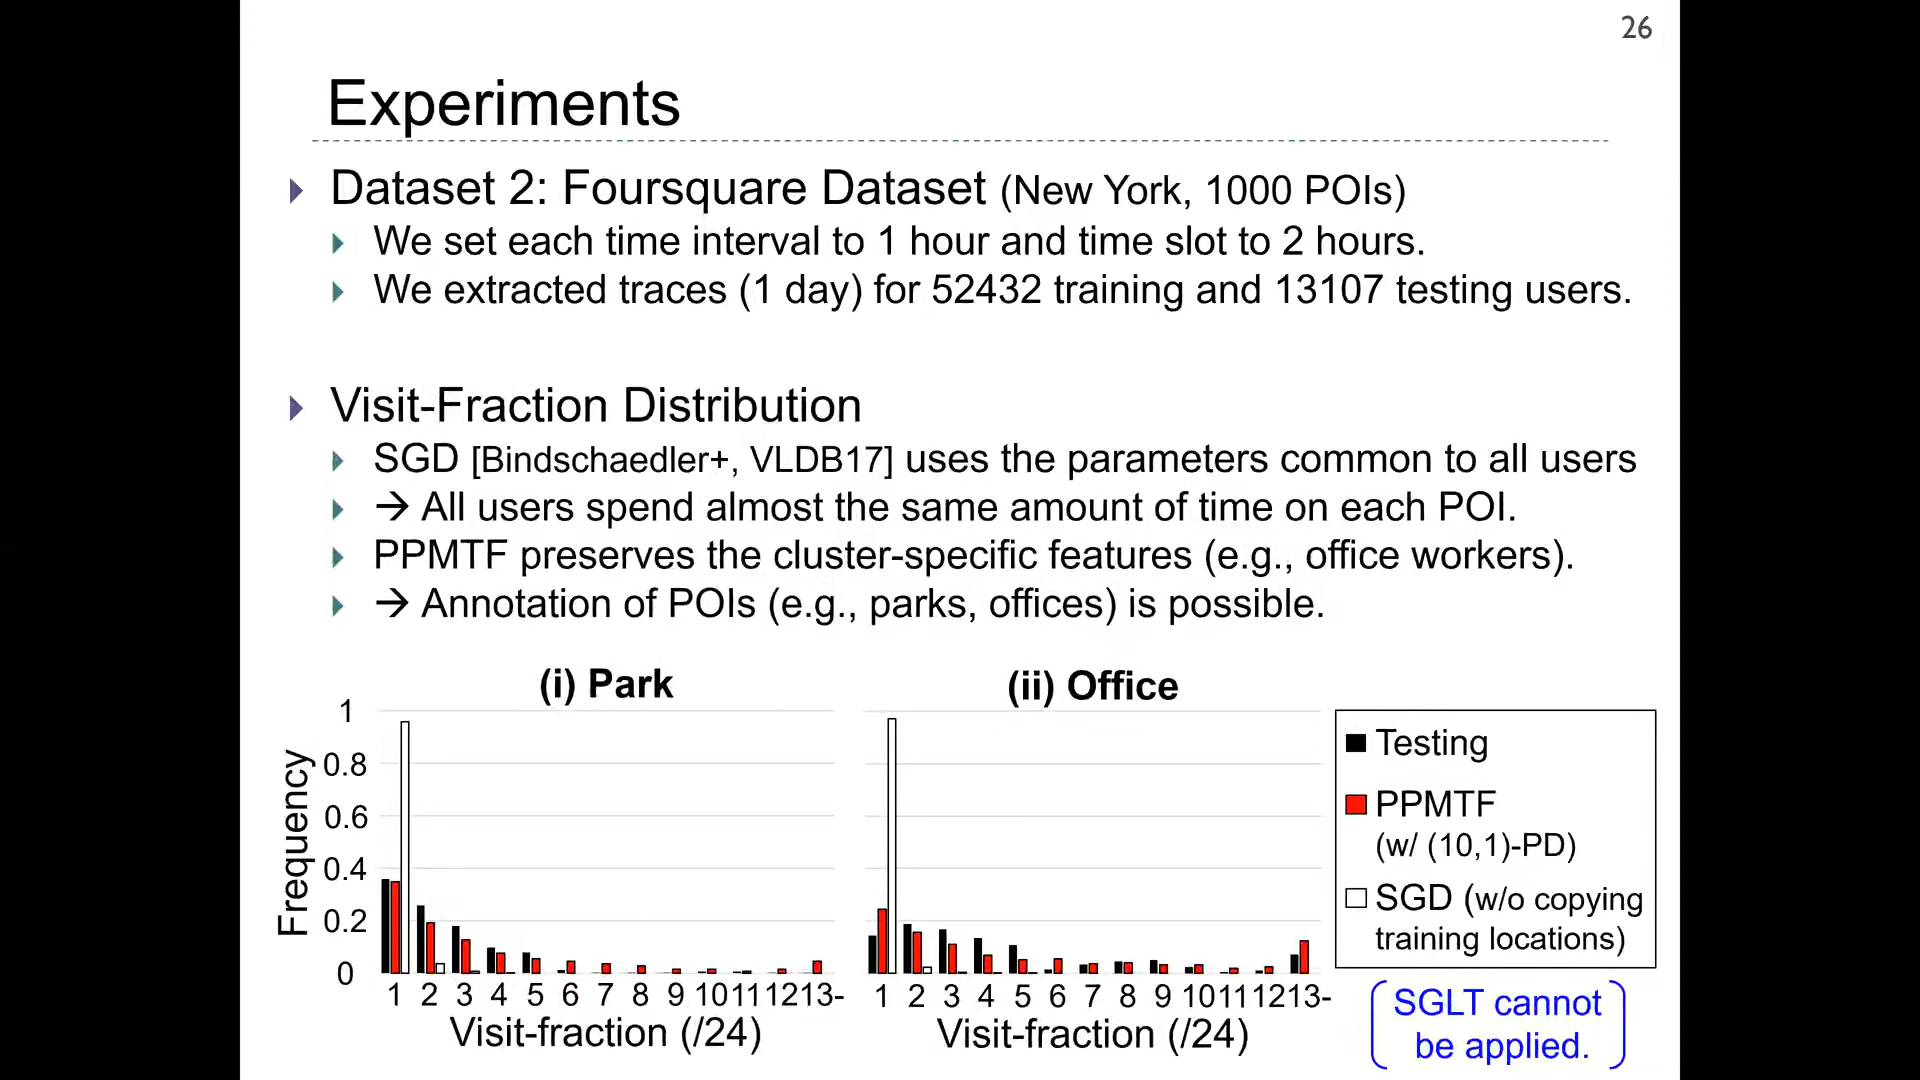 26
Experiments
Dataset 2: Foursquare Dataset (New York, 1000 POIs)
We set each time interval to 1 hour and time slot to 2 hours.
We extracted traces (1 day) for 52432 training and 13107 testing users.
Visit-Fraction Distribution
SGD [Bindschaedler+, VLDB17] uses the parameters common to all users
→ All users spend almost the same amount of time on each POI.
PPMTF preserves the cluster-specific features (e.g., office workers).
→ Annotation of POIs (e.g., parks, offices) is possible.
(i) Park
Frequency
1
0.8
0.6
0.4
0.2
0
1 2 3 4 5 6 7 8 9 10 11 12 13-
Visit-fraction (/24)
(ii) Office
1 2 3 4 5 6 7 8 9 10 11 12 13-
Visit-fraction (/24)
Testing
PPMTF
(w/ (10,1)-PD)
SGD (w/o copying
training locations)
SGLT cannot
be applied.